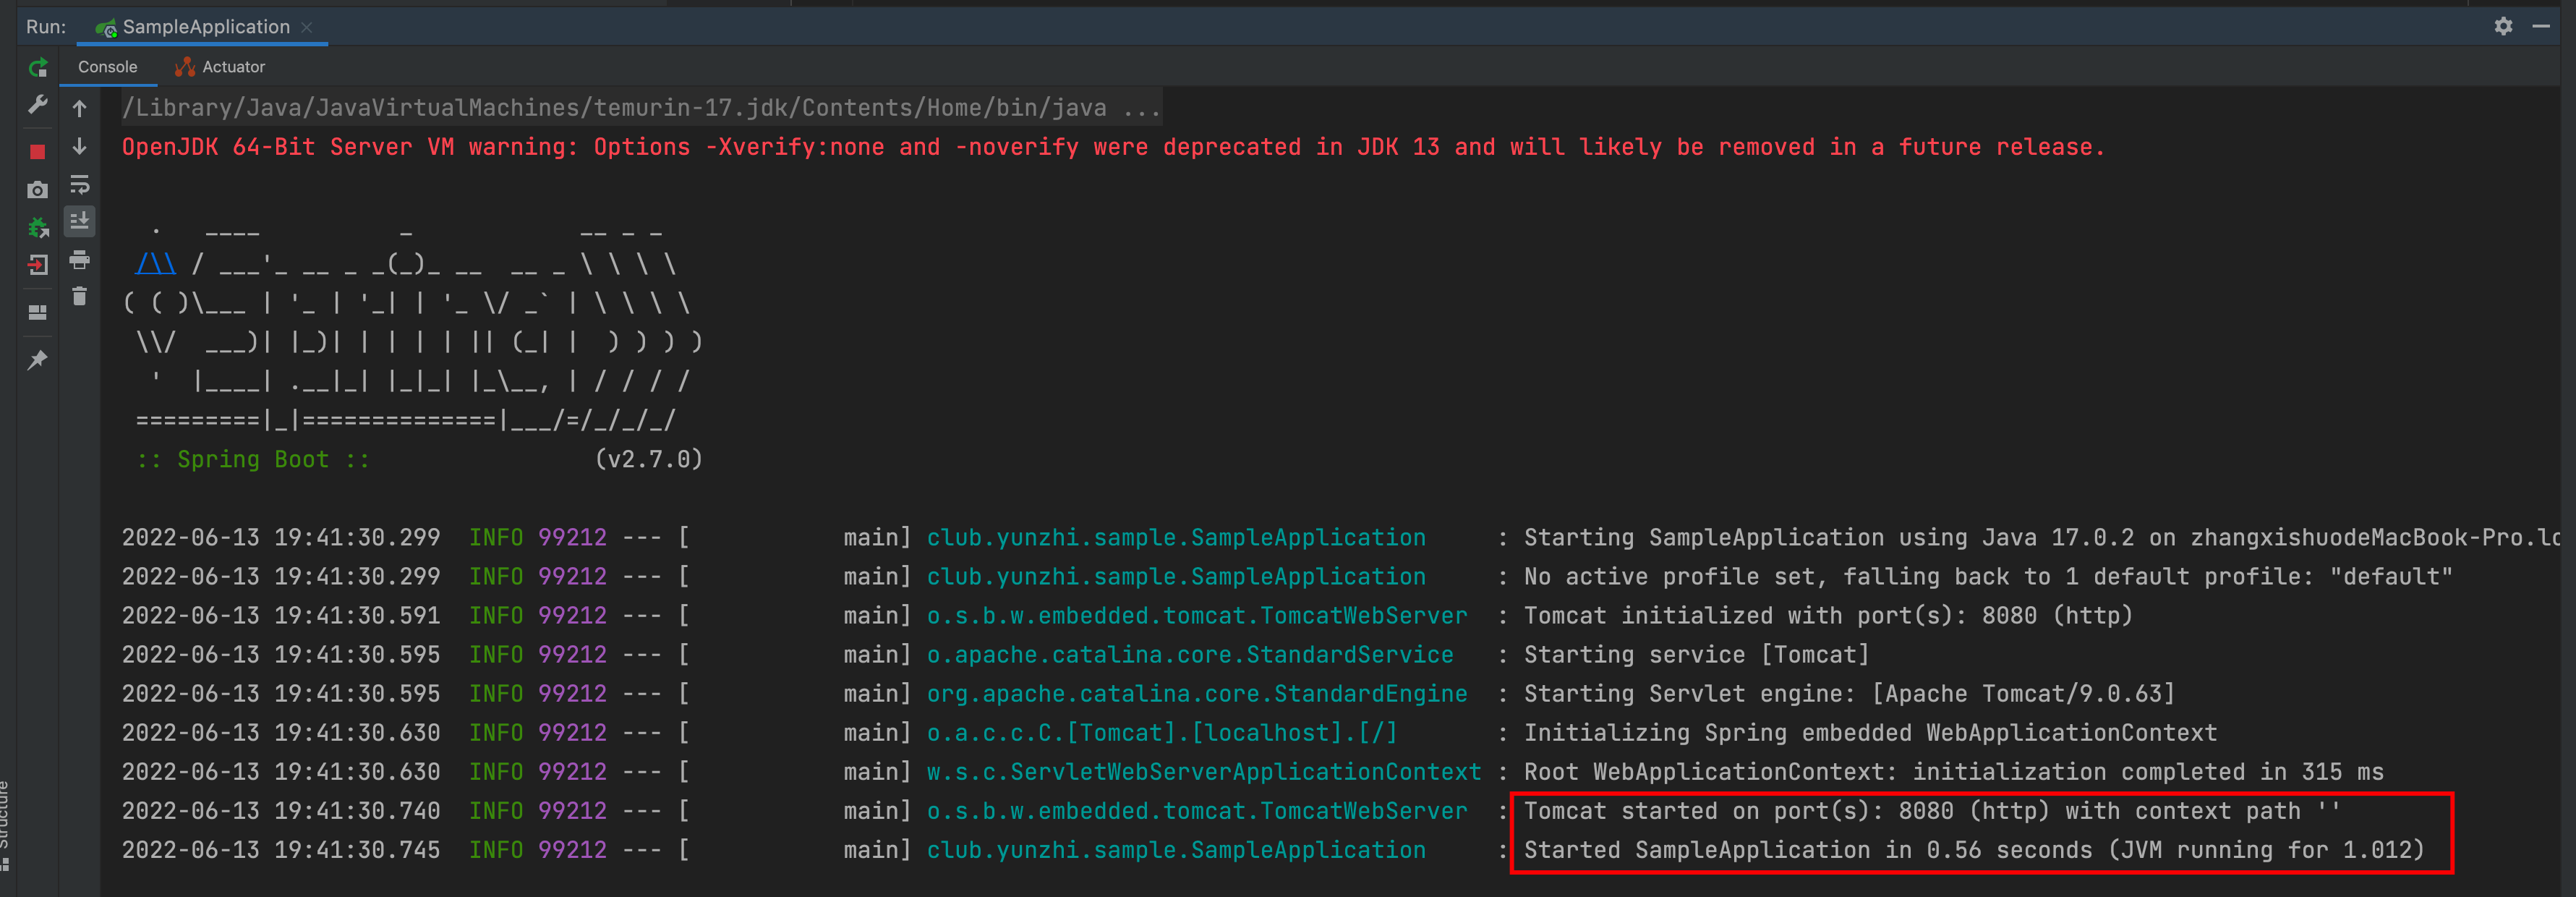 Run: SampleApplication
Console Actuator
/Library/Java/JavaVirtualMachines/temurin-17.jdk/Contents/Home/bin/java ...
OpenJDK 64-Bit Server VM warning: Options -Xverify:none and -noverify were deprecated in JDK 13 and will likely be removed in a future release.
  .   ____          _            __ _ _
 /\\ / ___'_ __ _ _(_)_ __  __ _ \ \ \ \
( ( )\___ | '_ | '_| | '_ \/ _` | \ \ \ \
 \\/  ___)| |_)| | | | | || (_| |  ) ) ) )
  '  |____| .__|_| |_|_| |_\__, | / / / /
 =========|_|==============|___/=/_/_/_/
 :: Spring Boot ::                (v2.7.0)
2022-06-13 19:41:30.299  INFO 99212 --- [           main] club.yunzhi.sample.SampleApplication     : Starting SampleApplication using Java 17.0.2 on zhangxishuodeMacBook-Pro.lo
2022-06-13 19:41:30.299  INFO 99212 --- [           main] club.yunzhi.sample.SampleApplication     : No active profile set, falling back to 1 default profile: "default"
2022-06-13 19:41:30.591  INFO 99212 --- [           main] o.s.b.w.embedded.tomcat.TomcatWebServer  : Tomcat initialized with port(s): 8080 (http)
2022-06-13 19:41:30.595  INFO 99212 --- [           main] o.apache.catalina.core.StandardService   : Starting service [Tomcat]
2022-06-13 19:41:30.595  INFO 99212 --- [           main] org.apache.catalina.core.StandardEngine  : Starting Servlet engine: [Apache Tomcat/9.0.63]
2022-06-13 19:41:30.630  INFO 99212 --- [           main] o.a.c.c.C.[Tomcat].[localhost].[/]       : Initializing Spring embedded WebApplicationContext
2022-06-13 19:41:30.630  INFO 99212 --- [           main] w.s.c.ServletWebServerApplicationContext : Root WebApplicationContext: initialization completed in 315 ms
2022-06-13 19:41:30.740  INFO 99212 --- [           main] o.s.b.w.embedded.tomcat.TomcatWebServer  : Tomcat started on port(s): 8080 (http) with context path ''
2022-06-13 19:41:30.745  INFO 99212 --- [           main] club.yunzhi.sample.SampleApplication     : Started SampleApplication in 0.56 seconds (JVM running for 1.012)
Structure